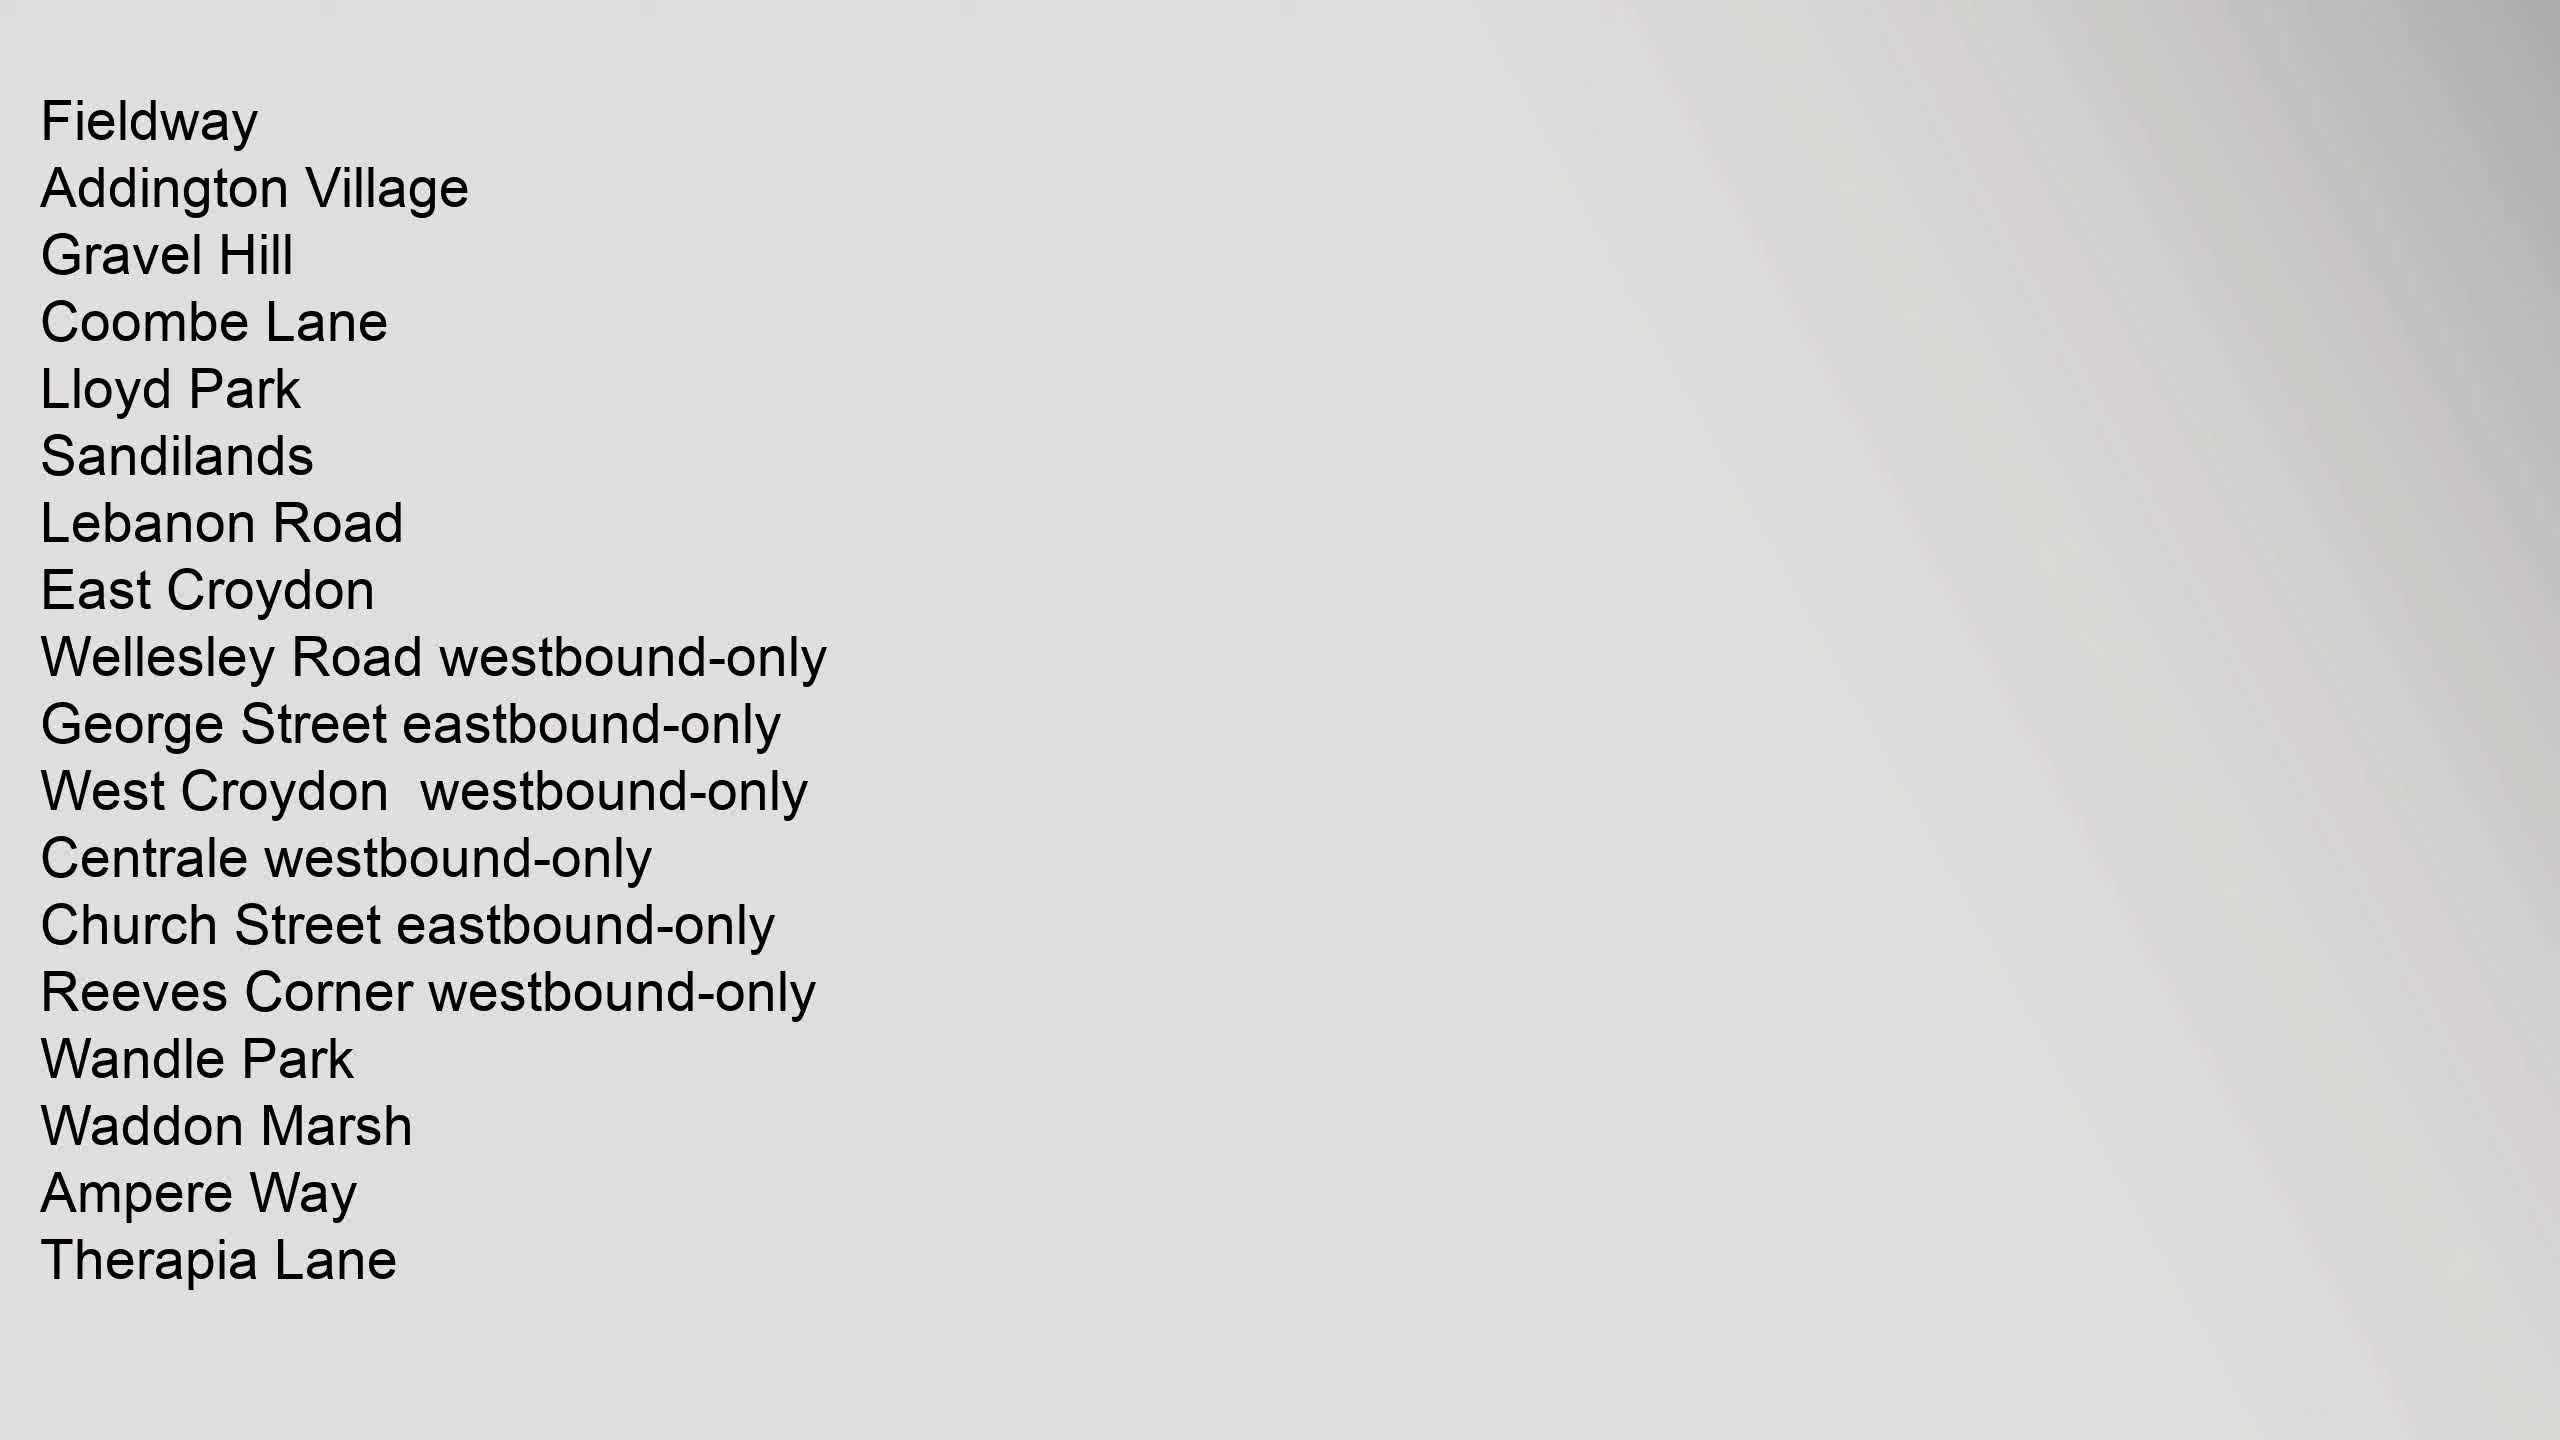 Fieldway
Addington Village
Gravel Hill
Coombe Lane
Lloyd Park
Sandilands
Lebanon Road
East Croydon
Wellesley Road westbound-only
George Street eastbound-only
West Croydon  westbound-only
Centrale westbound-only
Church Street eastbound-only
Reeves Corner westbound-only
Wandle Park
Waddon Marsh
Ampere Way
Therapia Lane